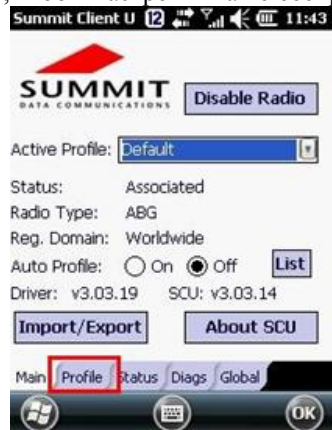 Summit Client U 12 11:43
SUMMIT
DATA COMMUNICATIONS
Disable Radio
Active Profile: Default
Status: Associated
Radio Type: ABG
Reg. Domain: Worldwide
Auto Profile: On Off List
Driver: v3.03.19 SCU: v3.03.14
Import/Export About SCU
Main Profile Status Diags Global
OK